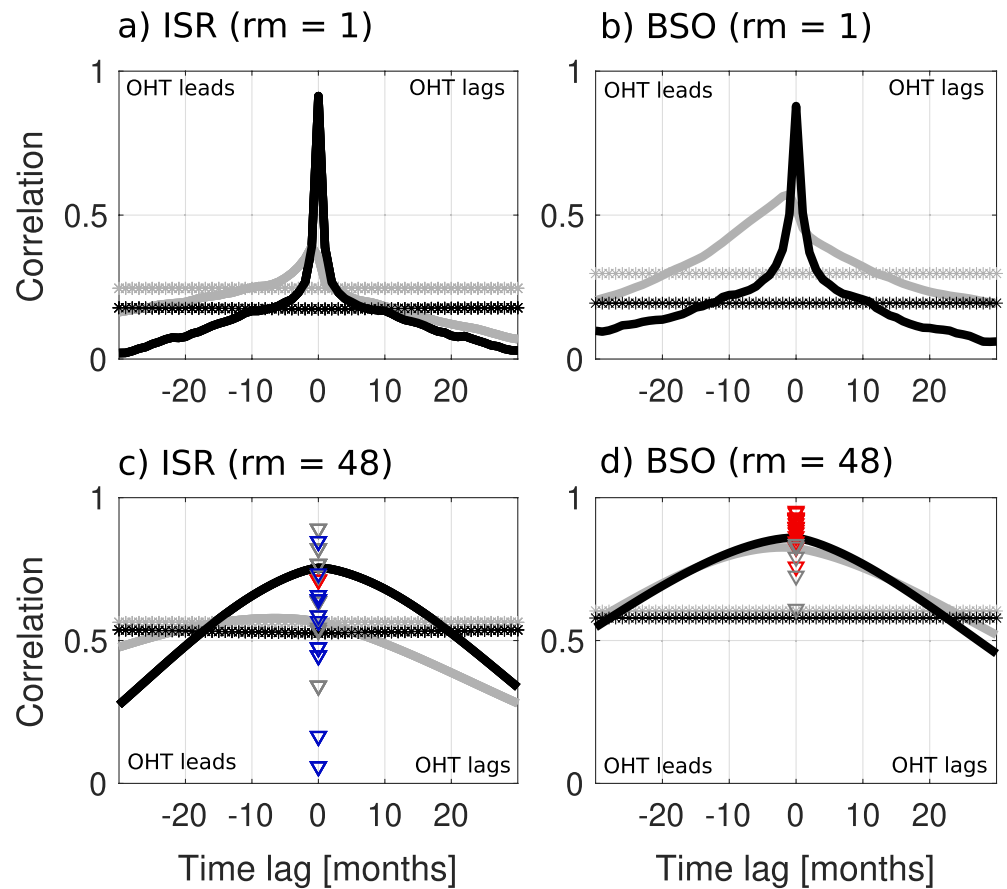 a) ISR (rm = 1)
b) BSO (rm = 1)
1
OHT leads
OHT lags
0.5
0
Correlation
-20
-10
0
10
20
1
OHT leads
OHT lags
0.5
0
-20
-10
0
10
20
c) ISR (rm = 48)
d) BSO (rm = 48)
1
0.5
0
Correlation
OHT leads
OHT lags
-20
-10
0
10
20
Time lag [months]
1
0.5
0
OHT leads
OHT lags
-20
-10
0
10
20
Time lag [months]